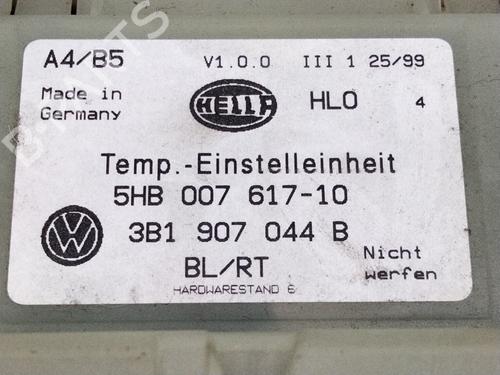 A4/B5 V1.0.0 III 1 25/99
Made in Germany
HELLA
HLO 4
Temp.-Einstelleinheit
5HB 007 617-10
3B1 907 044 B
BL/RT
Nicht werfen
HARDWARESTAND 6
B-PARTS